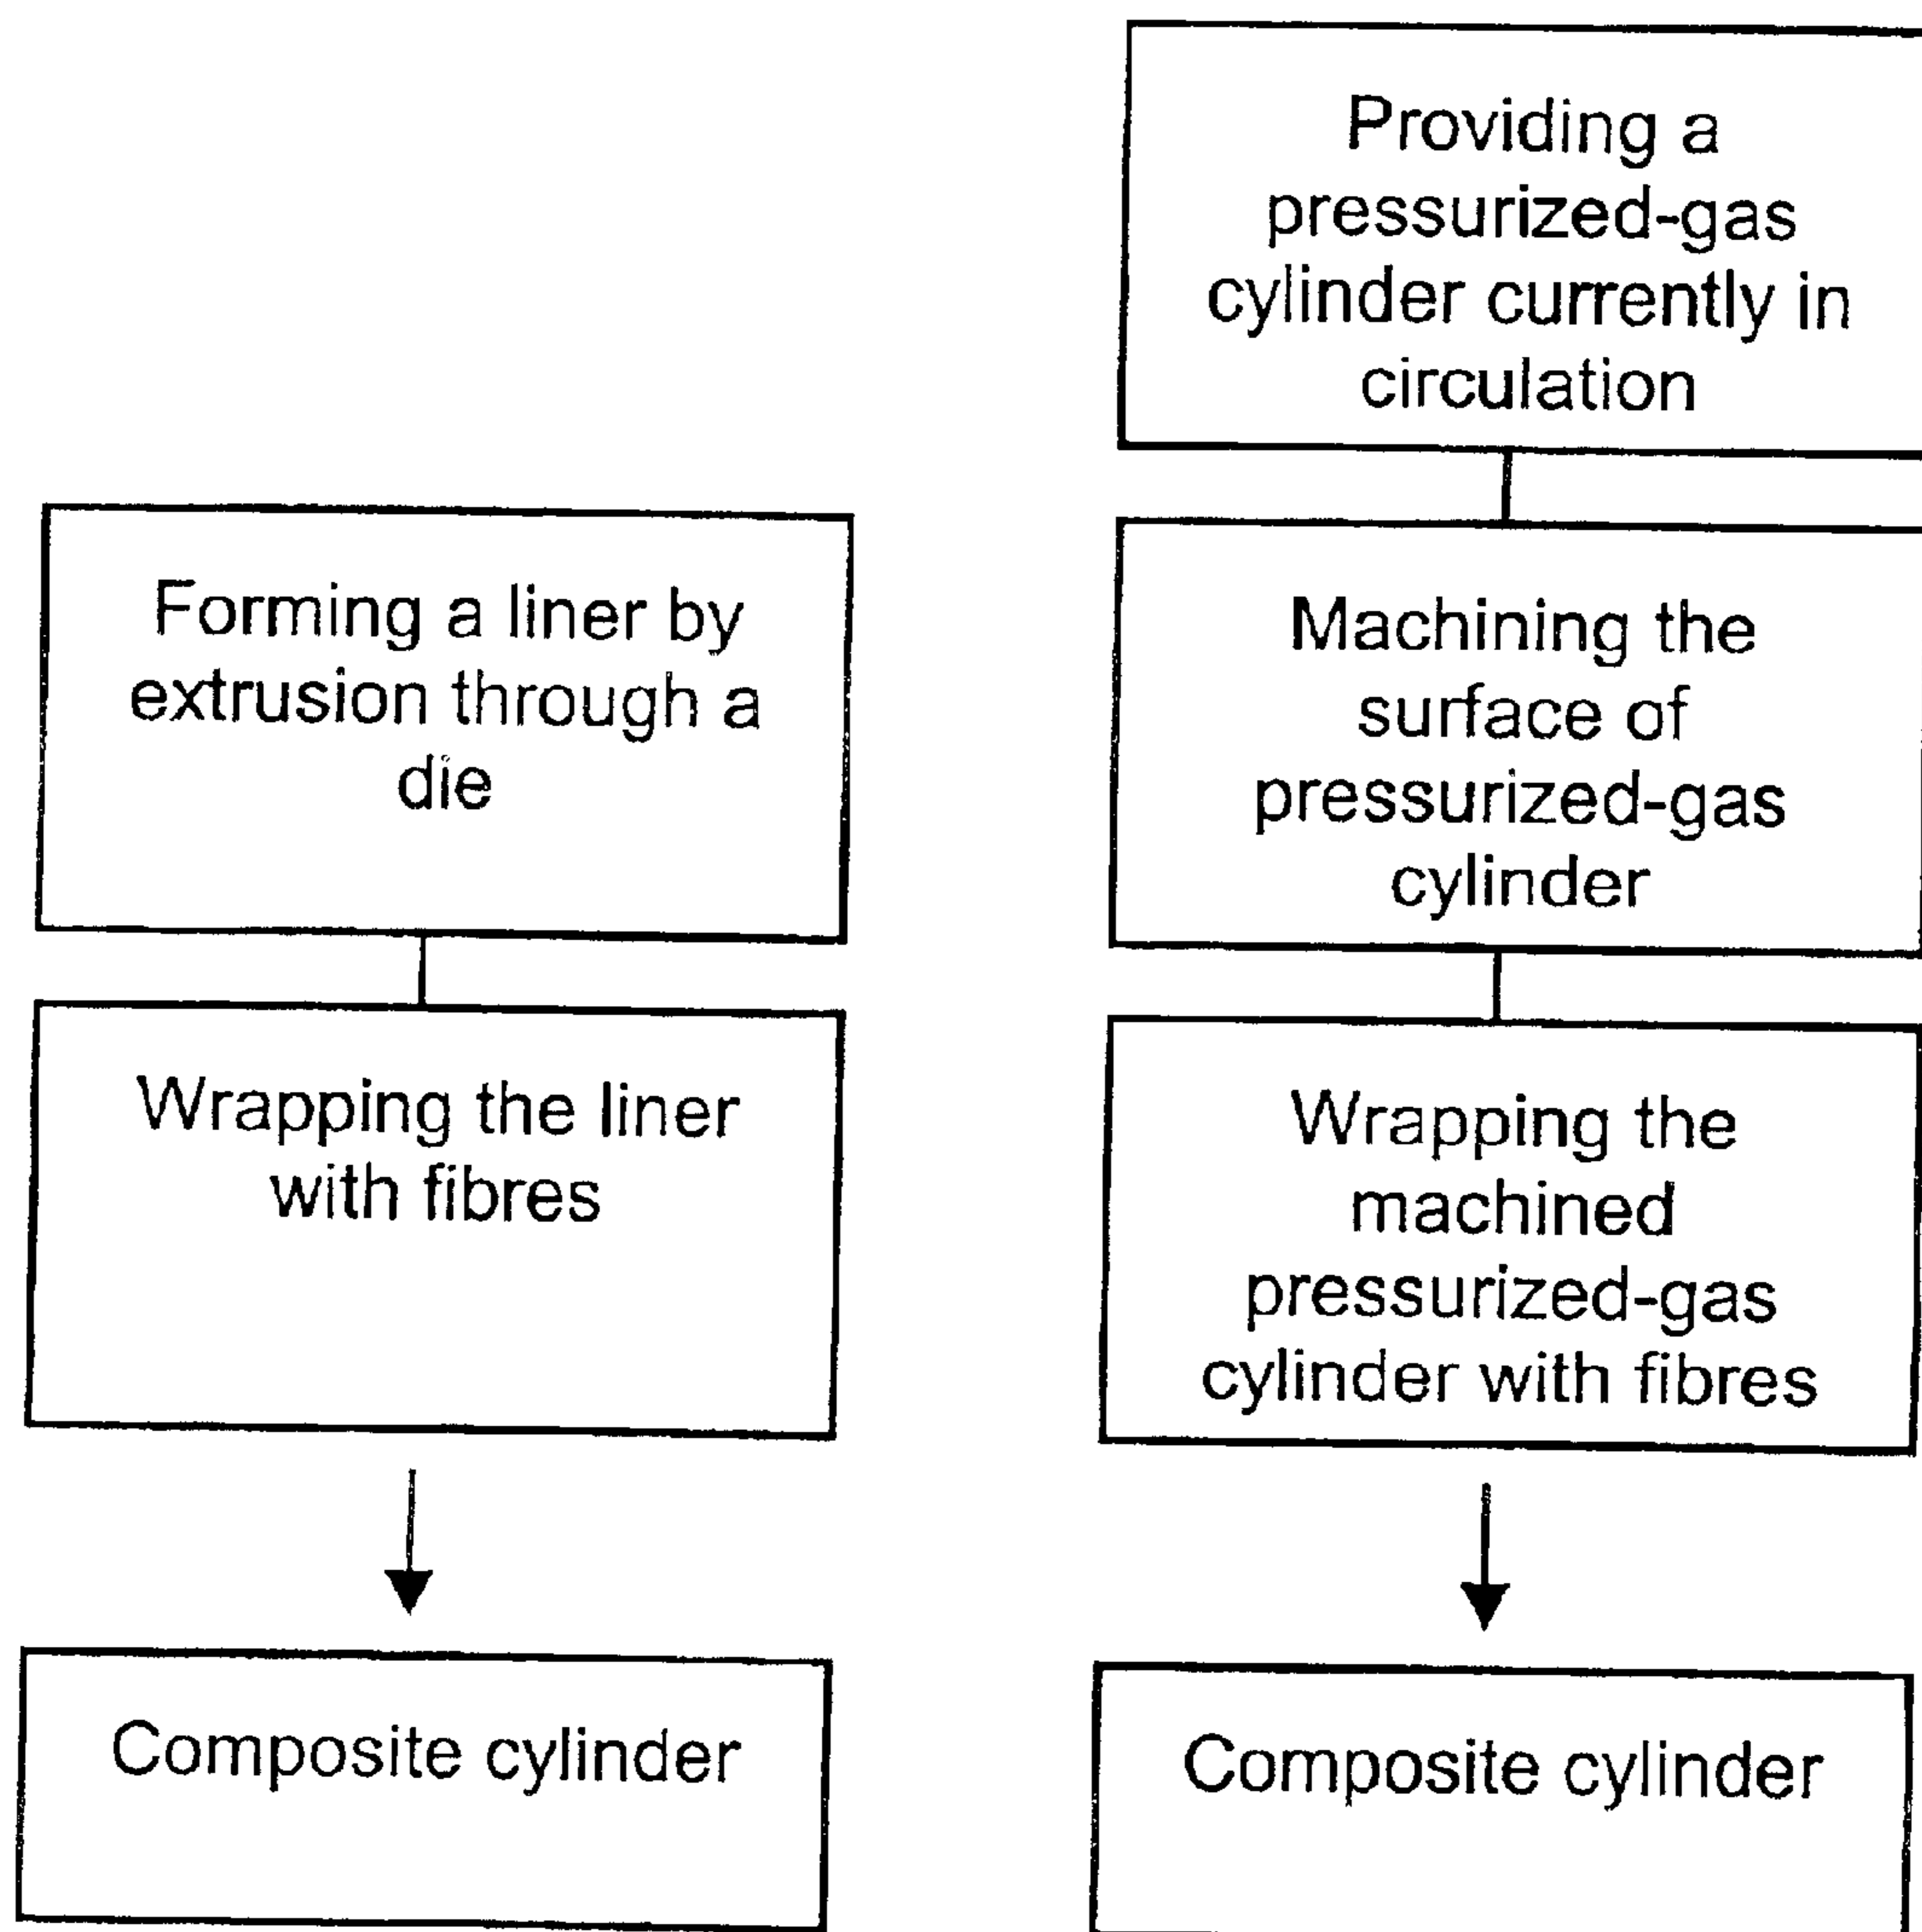 Forming a liner by
extrusion through a
die
Wrapping the liner
with fibres
Composite cylinder
Providing a
pressurized-gas
cylinder currently in
circulation
Machining the
surface of
pressurized-gas
cylinder
Wrapping the
machined
pressurized-gas
cylinder with fibres
Composite cylinder